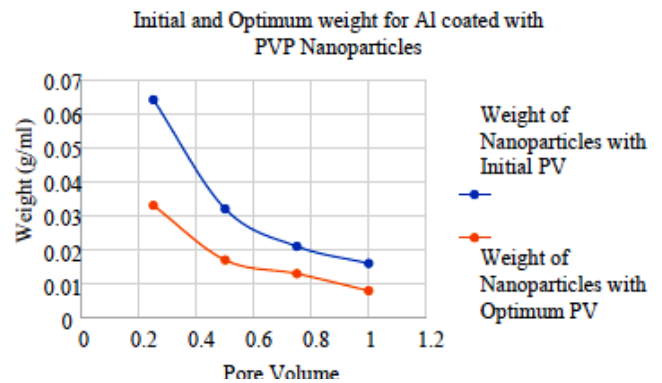 Initial and Optimum weight for Al coated with
PVP Nanoparticles
0.07
0.06
0.05
0.04
0.03
0.02
0.01
0
Weight (g/ml)
0 0.2 0.4 0.6 0.8 1 1.2
Pore Volume
Weight of
Nanoparticles with
Initial PV
Weight of
Nanoparticles with
Optimum PV